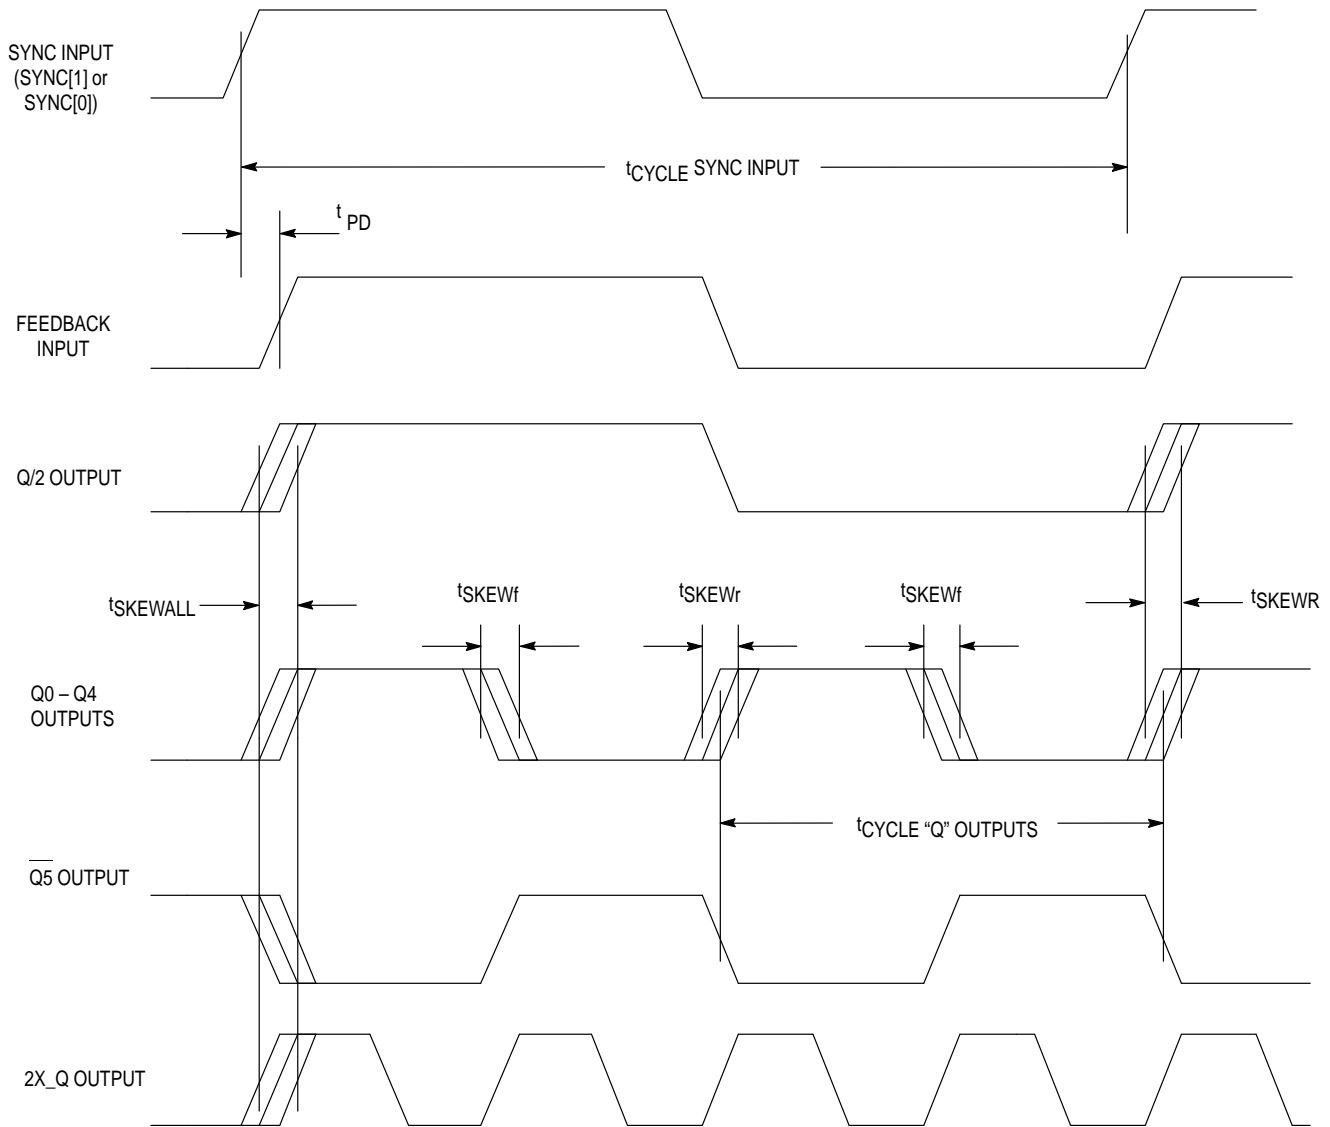 SYNC INPUT
(SYNC[1] or
SYNC[0])
tCYCLE SYNC INPUT
t PD
FEEDBACK
INPUT
Q/2 OUTPUT
tSKEWALL
tSKEWf
tSKEWr
tSKEWf
tSKEWR
Q0 – Q4
OUTPUTS
tCYCLE “Q” OUTPUTS
Q5 OUTPUT
2X_Q OUTPUT